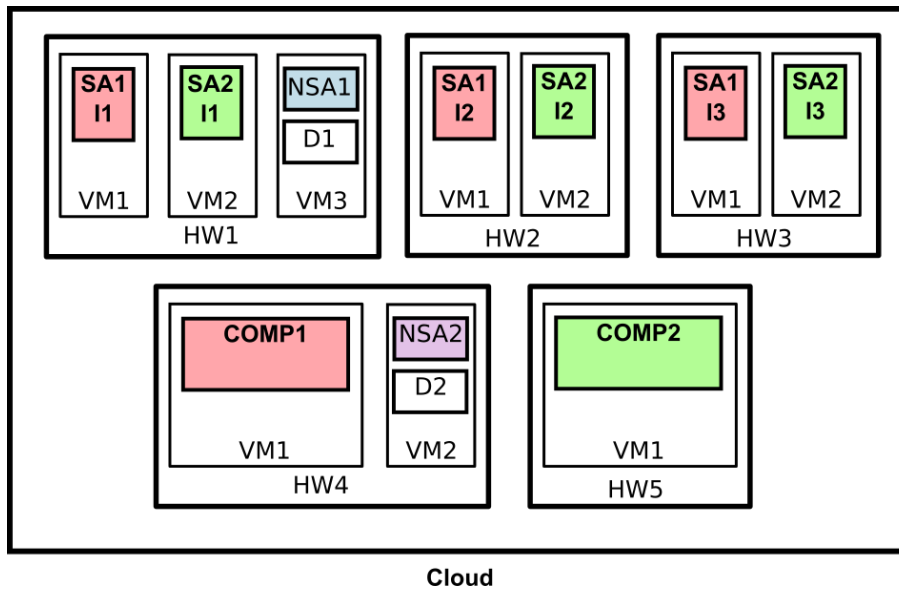 SA1
I1
VM1
SA2
I1
VM2
NSA1
D1
VM3
HW1
SA1
I2
VM1
SA2
I2
VM2
HW2
SA1
I3
VM1
SA2
I3
VM2
HW3
COMP1
VM1
NSA2
D2
VM2
HW4
COMP2
VM1
HW5
Cloud